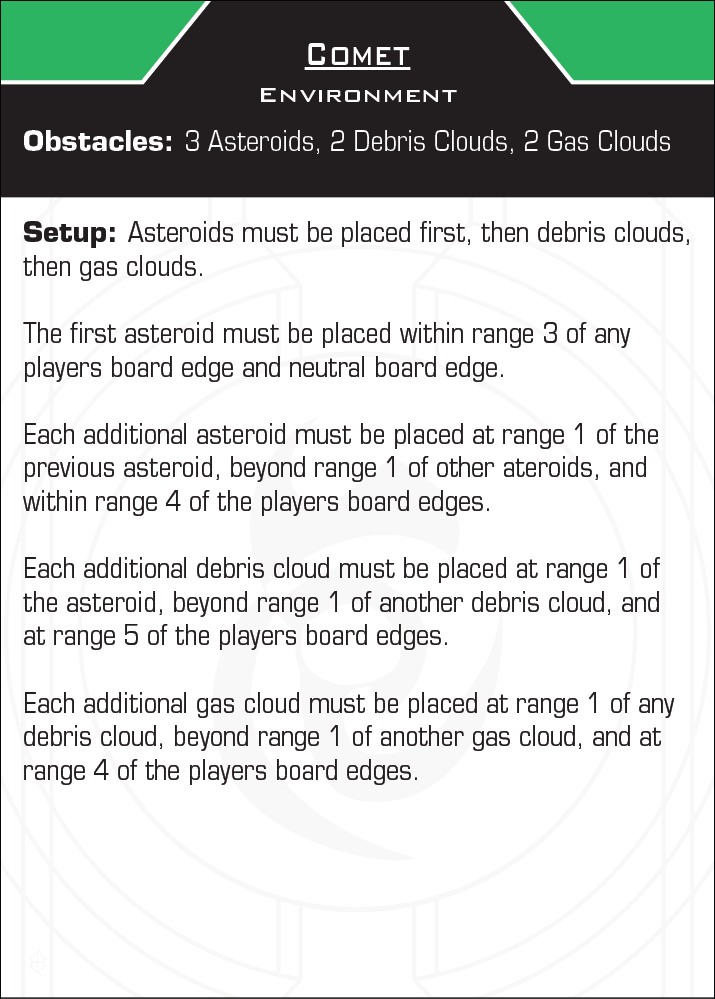 Comet
Environment
Obstacles: 3 Asteroids, 2 Debris Clouds, 2 Gas Clouds
Setup: Asteroids must be placed first, then debris clouds,
then gas clouds.
The first asteroid must be placed within range 3 of any
players board edge and neutral board edge.
Each additional asteroid must be placed at range 1 of the
previous asteroid, beyond range 1 of other ateroids, and
within range 4 of the players board edges.
Each additional debris cloud must be placed at range 1 of
the asteroid, beyond range 1 of another debris cloud, and
at range 5 of the players board edges.
Each additional gas cloud must be placed at range 1 of any
debris cloud, beyond range 1 of another gas cloud, and at
range 4 of the players board edges.